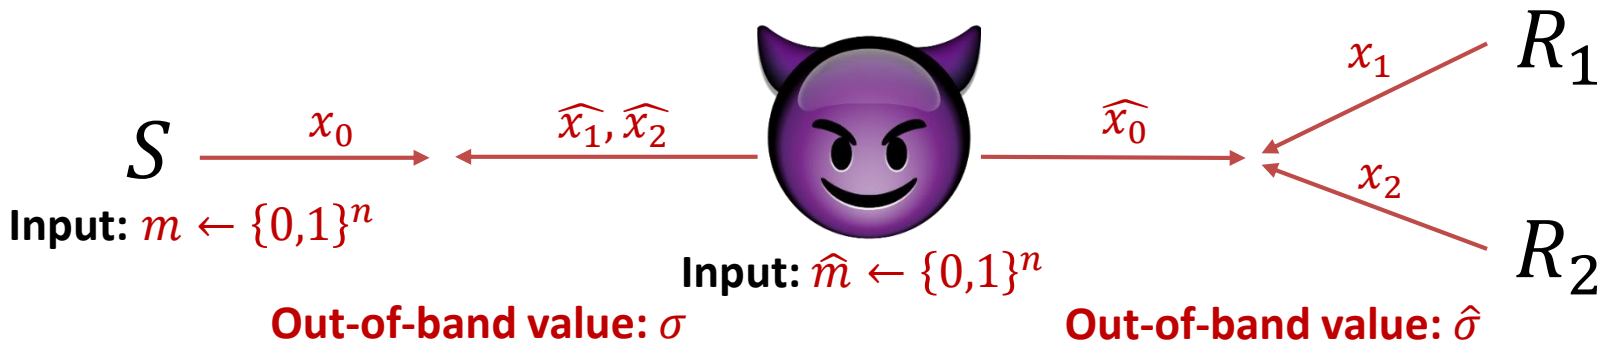 S
x₀
x̂₁, x̂₂
x̂₀
x₁
R₁
x₂
R₂
Input: m ← {0,1}ⁿ
Input: m̂ ← {0,1}ⁿ
Out-of-band value: σ
Out-of-band value: σ̂